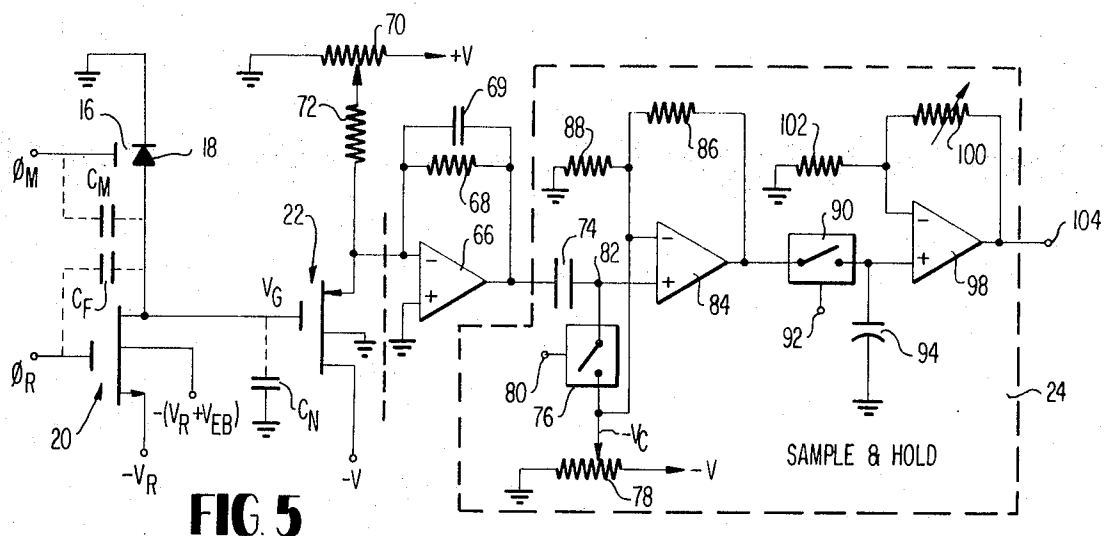 70
+V
69
16
18
72
88
86
102
100
ØM
CM
22
68
74
82
90
66
104
CF
VG
84
98
ØR
80
92
94
-(VR+VEB)
CN
76
-VC
24
20
SAMPLE & HOLD
-VR
-V
-V
78
FIG. 5